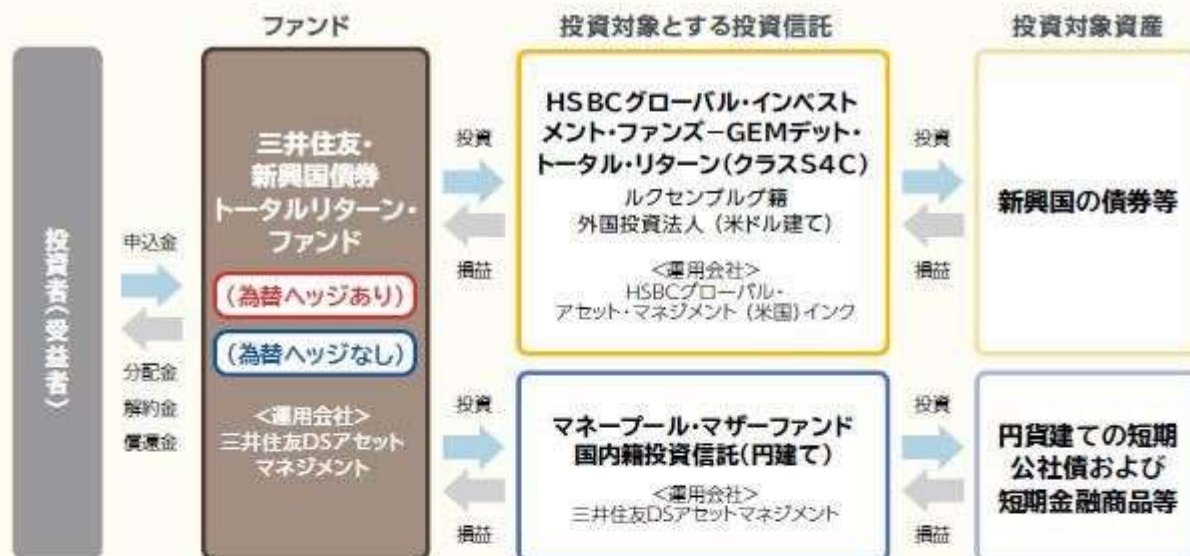 ファンド
投資対象とする投資信託
投資対象資産
投資者(受益者)
申込金
分配金
解約金
償還金
三井住友・
新興国債券
トータルリターン・
ファンド
(為替ヘッジあり)
(為替ヘッジなし)
<運用会社>
三井住友DSアセット
マネジメント
投資
損益
HSBCグローバル・インベスト
メント・ファンズ−GEMデット・
トータル・リターン(クラスS4C)
ルクセンブルグ籍
外国投資法人(米ドル建て)
<運用会社>
HSBCグローバル・
アセット・マネジメント(米国)インク
投資
損益
新興国の債券等
投資
損益
マネープール・マザーファンド
国内籍投資信託(円建て)
<運用会社>
三井住友DSアセットマネジメント
投資
損益
円貨建ての短期
公社債および
短期金融商品等